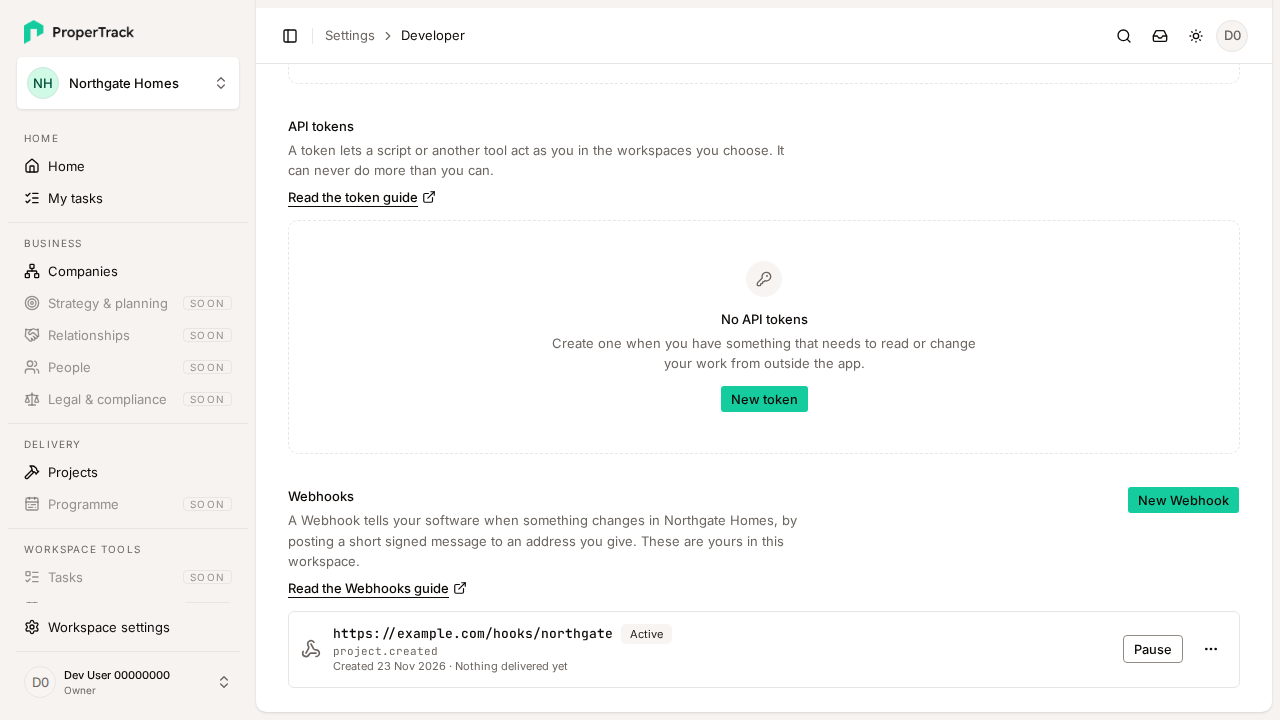 ProperTrack
NH Northgate Homes
HOME
Home
My tasks
BUSINESS
Companies
Strategy & planning SOON
Relationships SOON
People SOON
Legal & compliance SOON
DELIVERY
Projects
Programme SOON
WORKSPACE TOOLS
Tasks SOON
Workspace settings
D0 Dev User 00000000
Owner
Settings Developer
D0
API tokens
A token lets a script or another tool act as you in the workspaces you choose. It
can never do more than you can.
Read the token guide
No API tokens
Create one when you have something that needs to read or change
your work from outside the app.
New token
Webhooks
New Webhook
A Webhook tells your software when something changes in Northgate Homes, by
posting a short signed message to an address you give. These are yours in this
workspace.
Read the Webhooks guide
https://example.com/hooks/northgate Active
project.created
Created 23 Nov 2026 · Nothing delivered yet
Pause